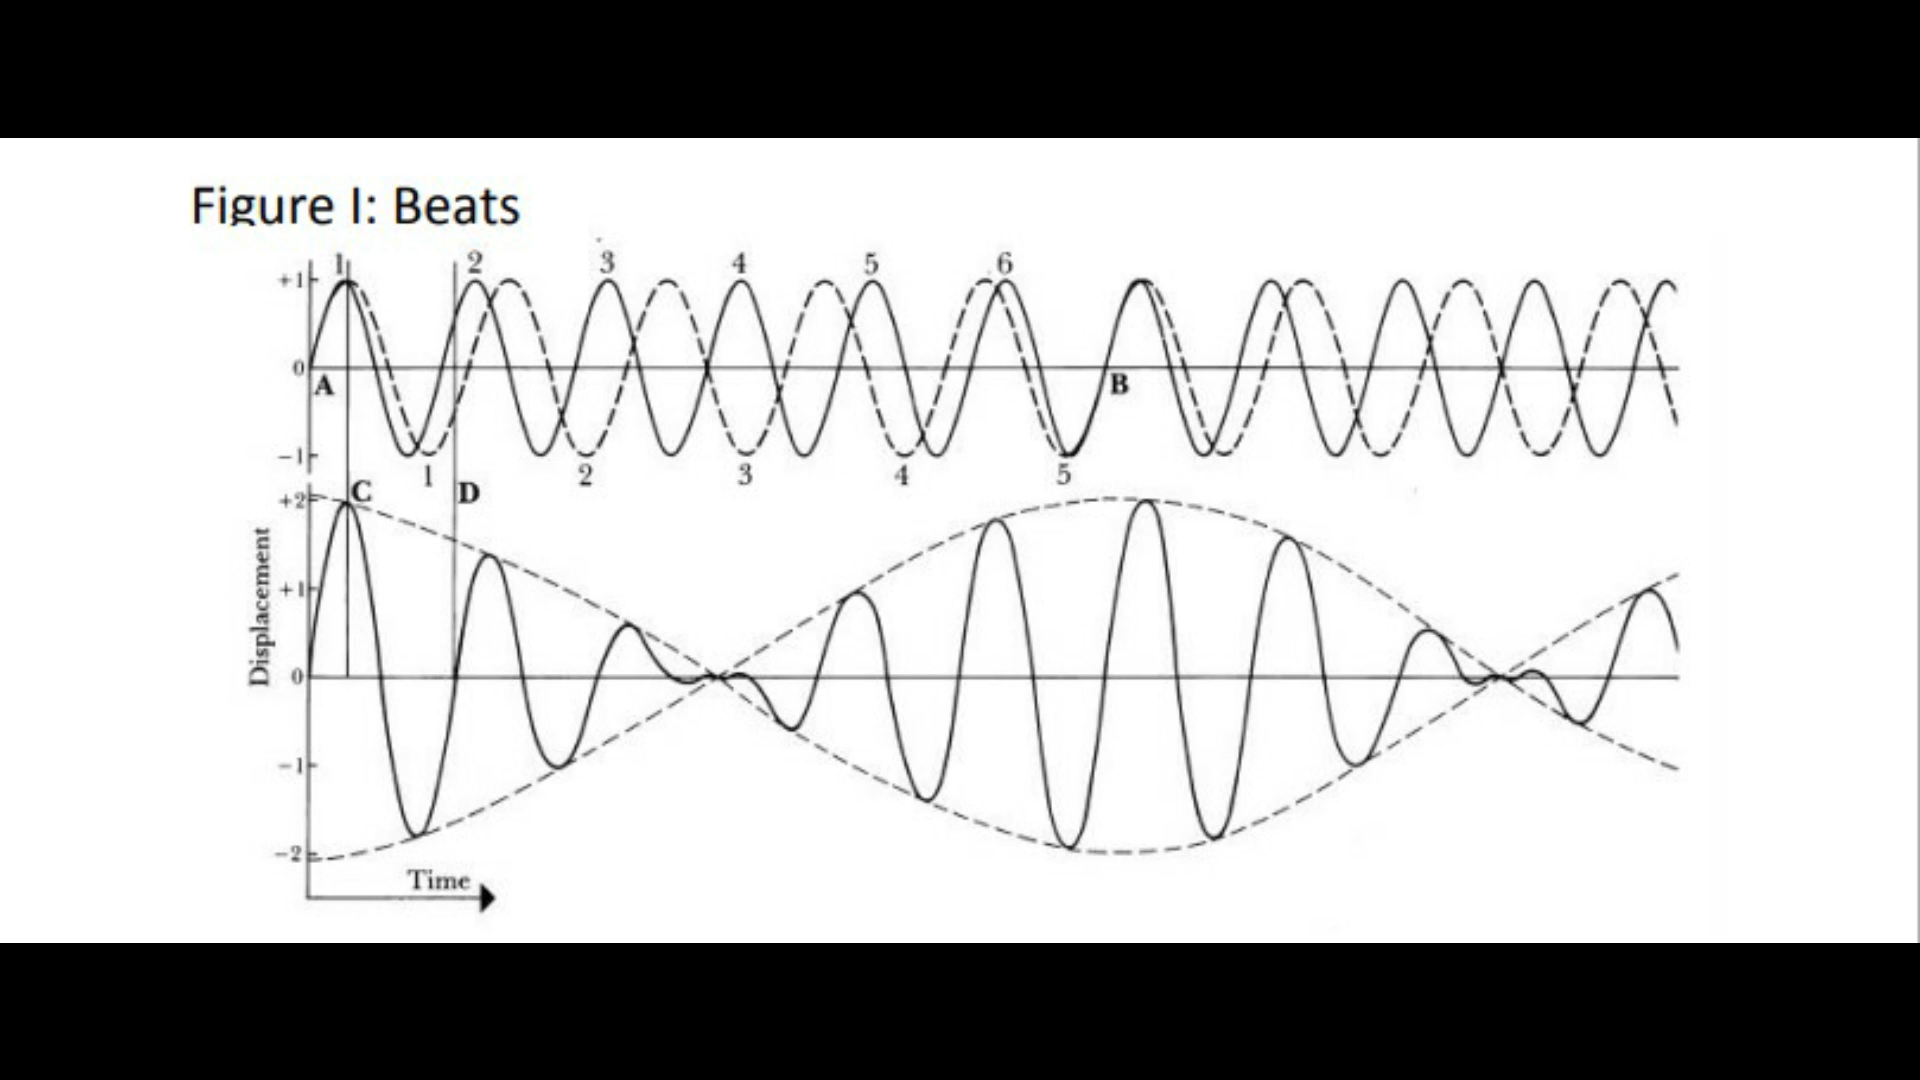 Figure I: Beats
1 2 3 4 5 6
+1
0
A B
−1
1 2 3 4 5
C D
+2
+1
0
−1
−2
Displacement
Time